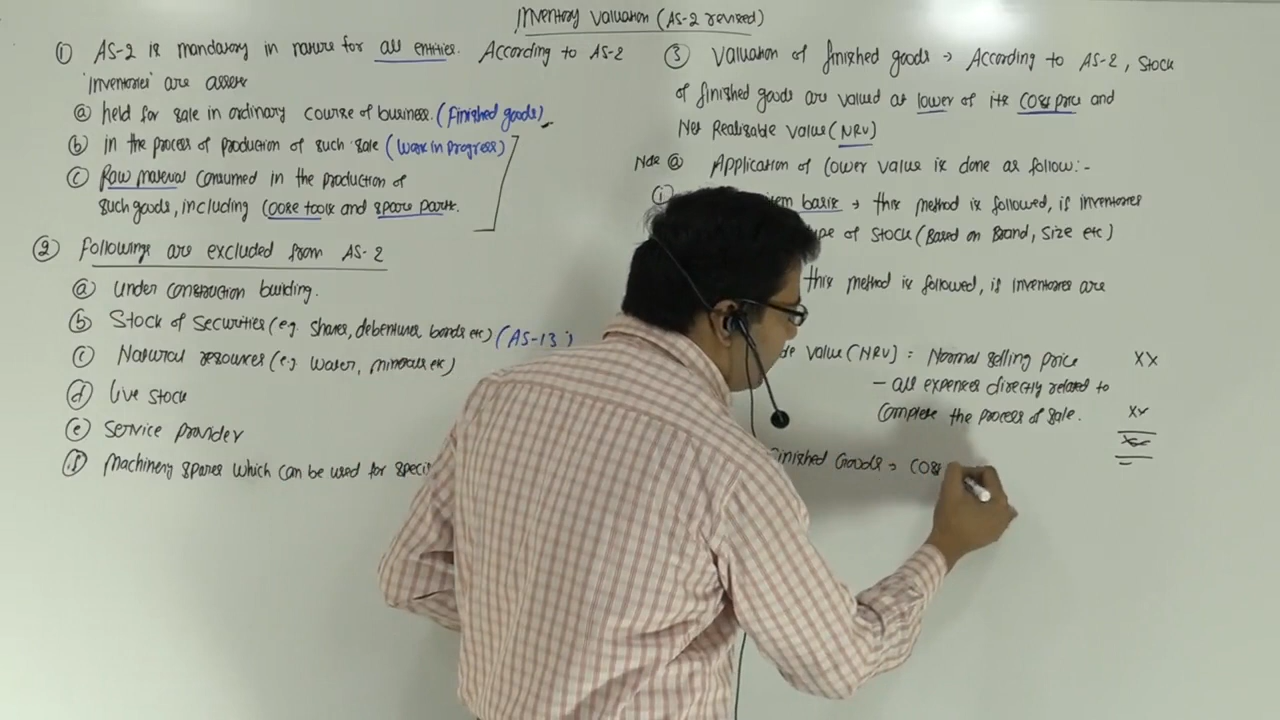 Inventory Valuation (AS-2 revised)
① AS-2 is mandatory in nature for all entities. According to AS-2
'Inventories' are assets
ⓐ held for sale in ordinary course of business. (Finished goods)
ⓑ in the process of production of such sale (Work in progress)
ⓒ Raw material consumed in the production of
such goods, including loose tools and spare parts.
② Followings are excluded from AS-2
ⓐ Under construction building.
ⓑ Stock of securities (e.g. shares, debentures bonds etc) (AS-13)
ⓒ Natural resources (e.g. water, minerals etc)
ⓓ Live stock
ⓔ Service provider
ⓕ Machinery spares which can be used for speci
③ Valuation of finished goods → According to AS-2, Stock
of finished goods are valued at lower of its cost price and
Net Realisable value (NRV)
Note ⓐ Application of lower value is done as follow:-
ⓘ item basis → this method is followed, if inventories
of stock (Based on Brand, size etc)
this method is followed, if inventories are
value (NRV) = Normal selling price xx
- all expenses directly related to
complete the process of sale. xx
xx
Finished Goods = Cost